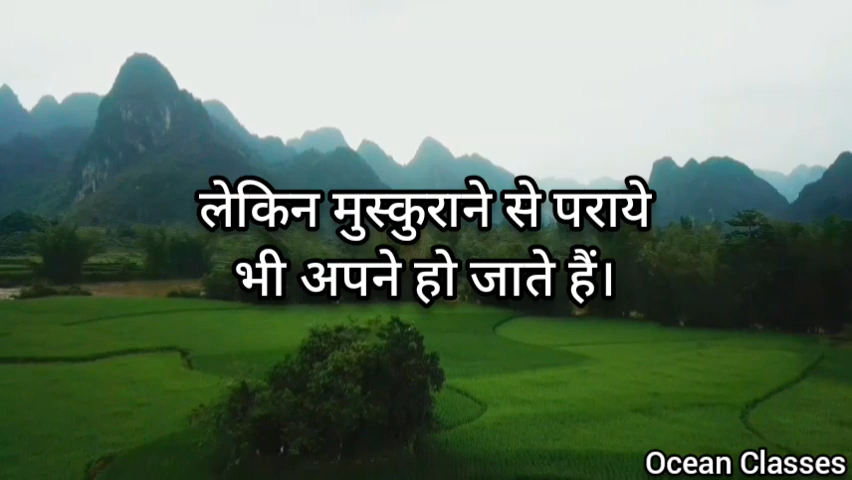 लेकिन मुस्कुराने से पराये
भी अपने हो जाते हैं।
Ocean Classes